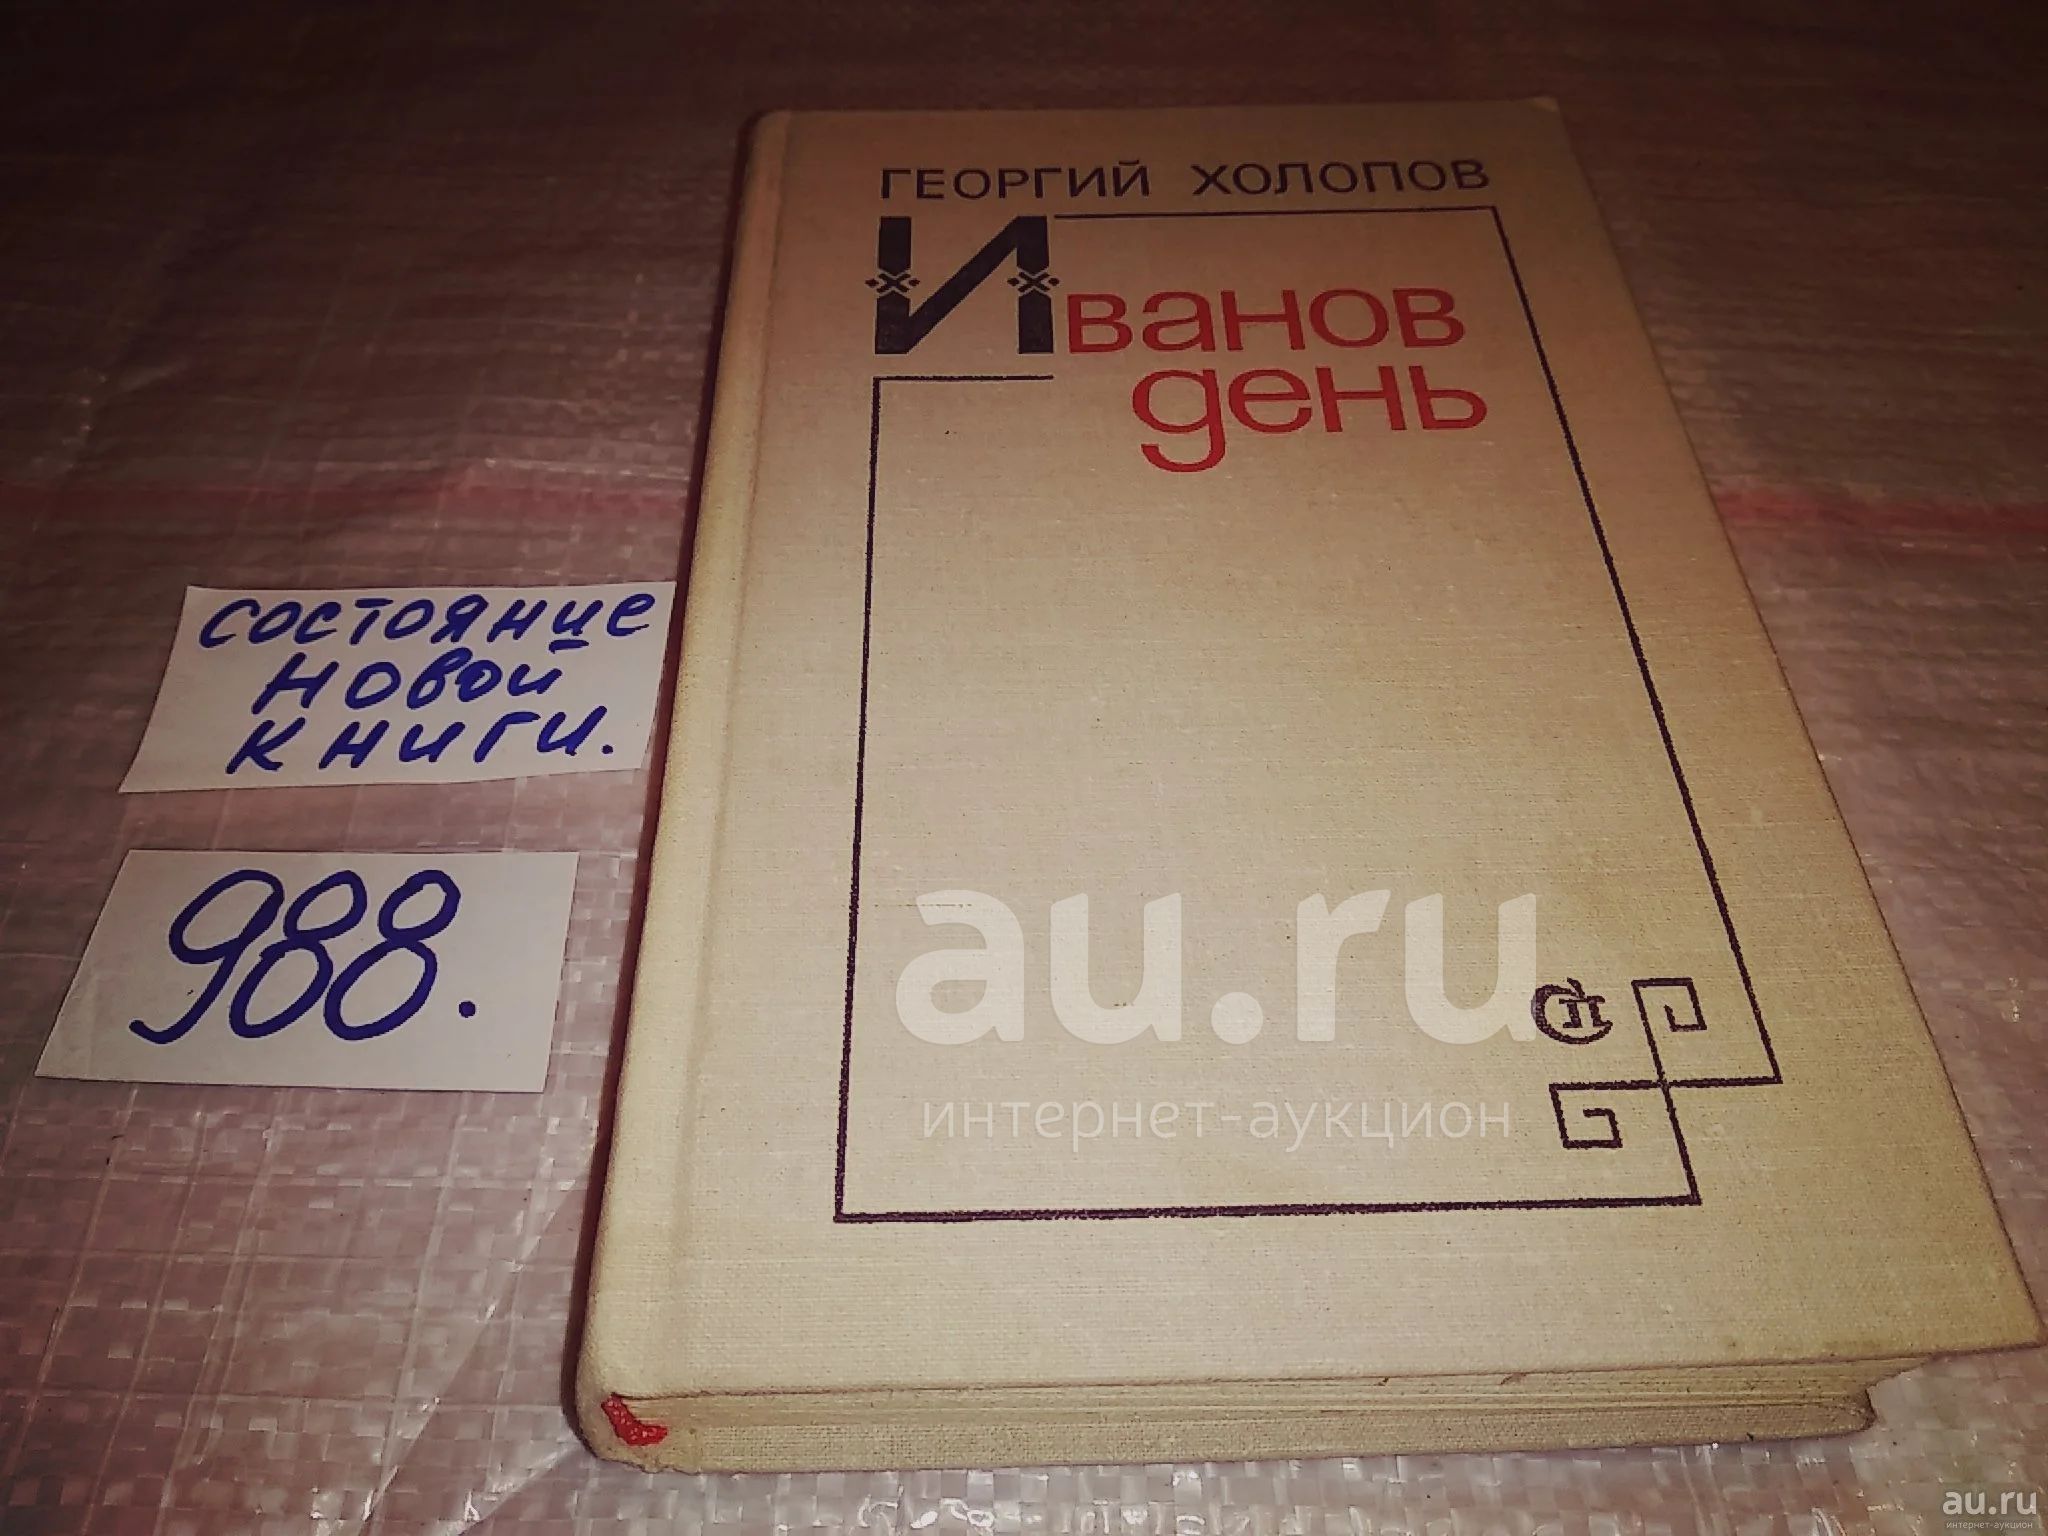 ГЕОРГИЙ ХОЛОПОВ
Иванов
день
состояние
новой
книги.
988.
au.ru
интернет-аукцион
au.ru
интернет-аукцион